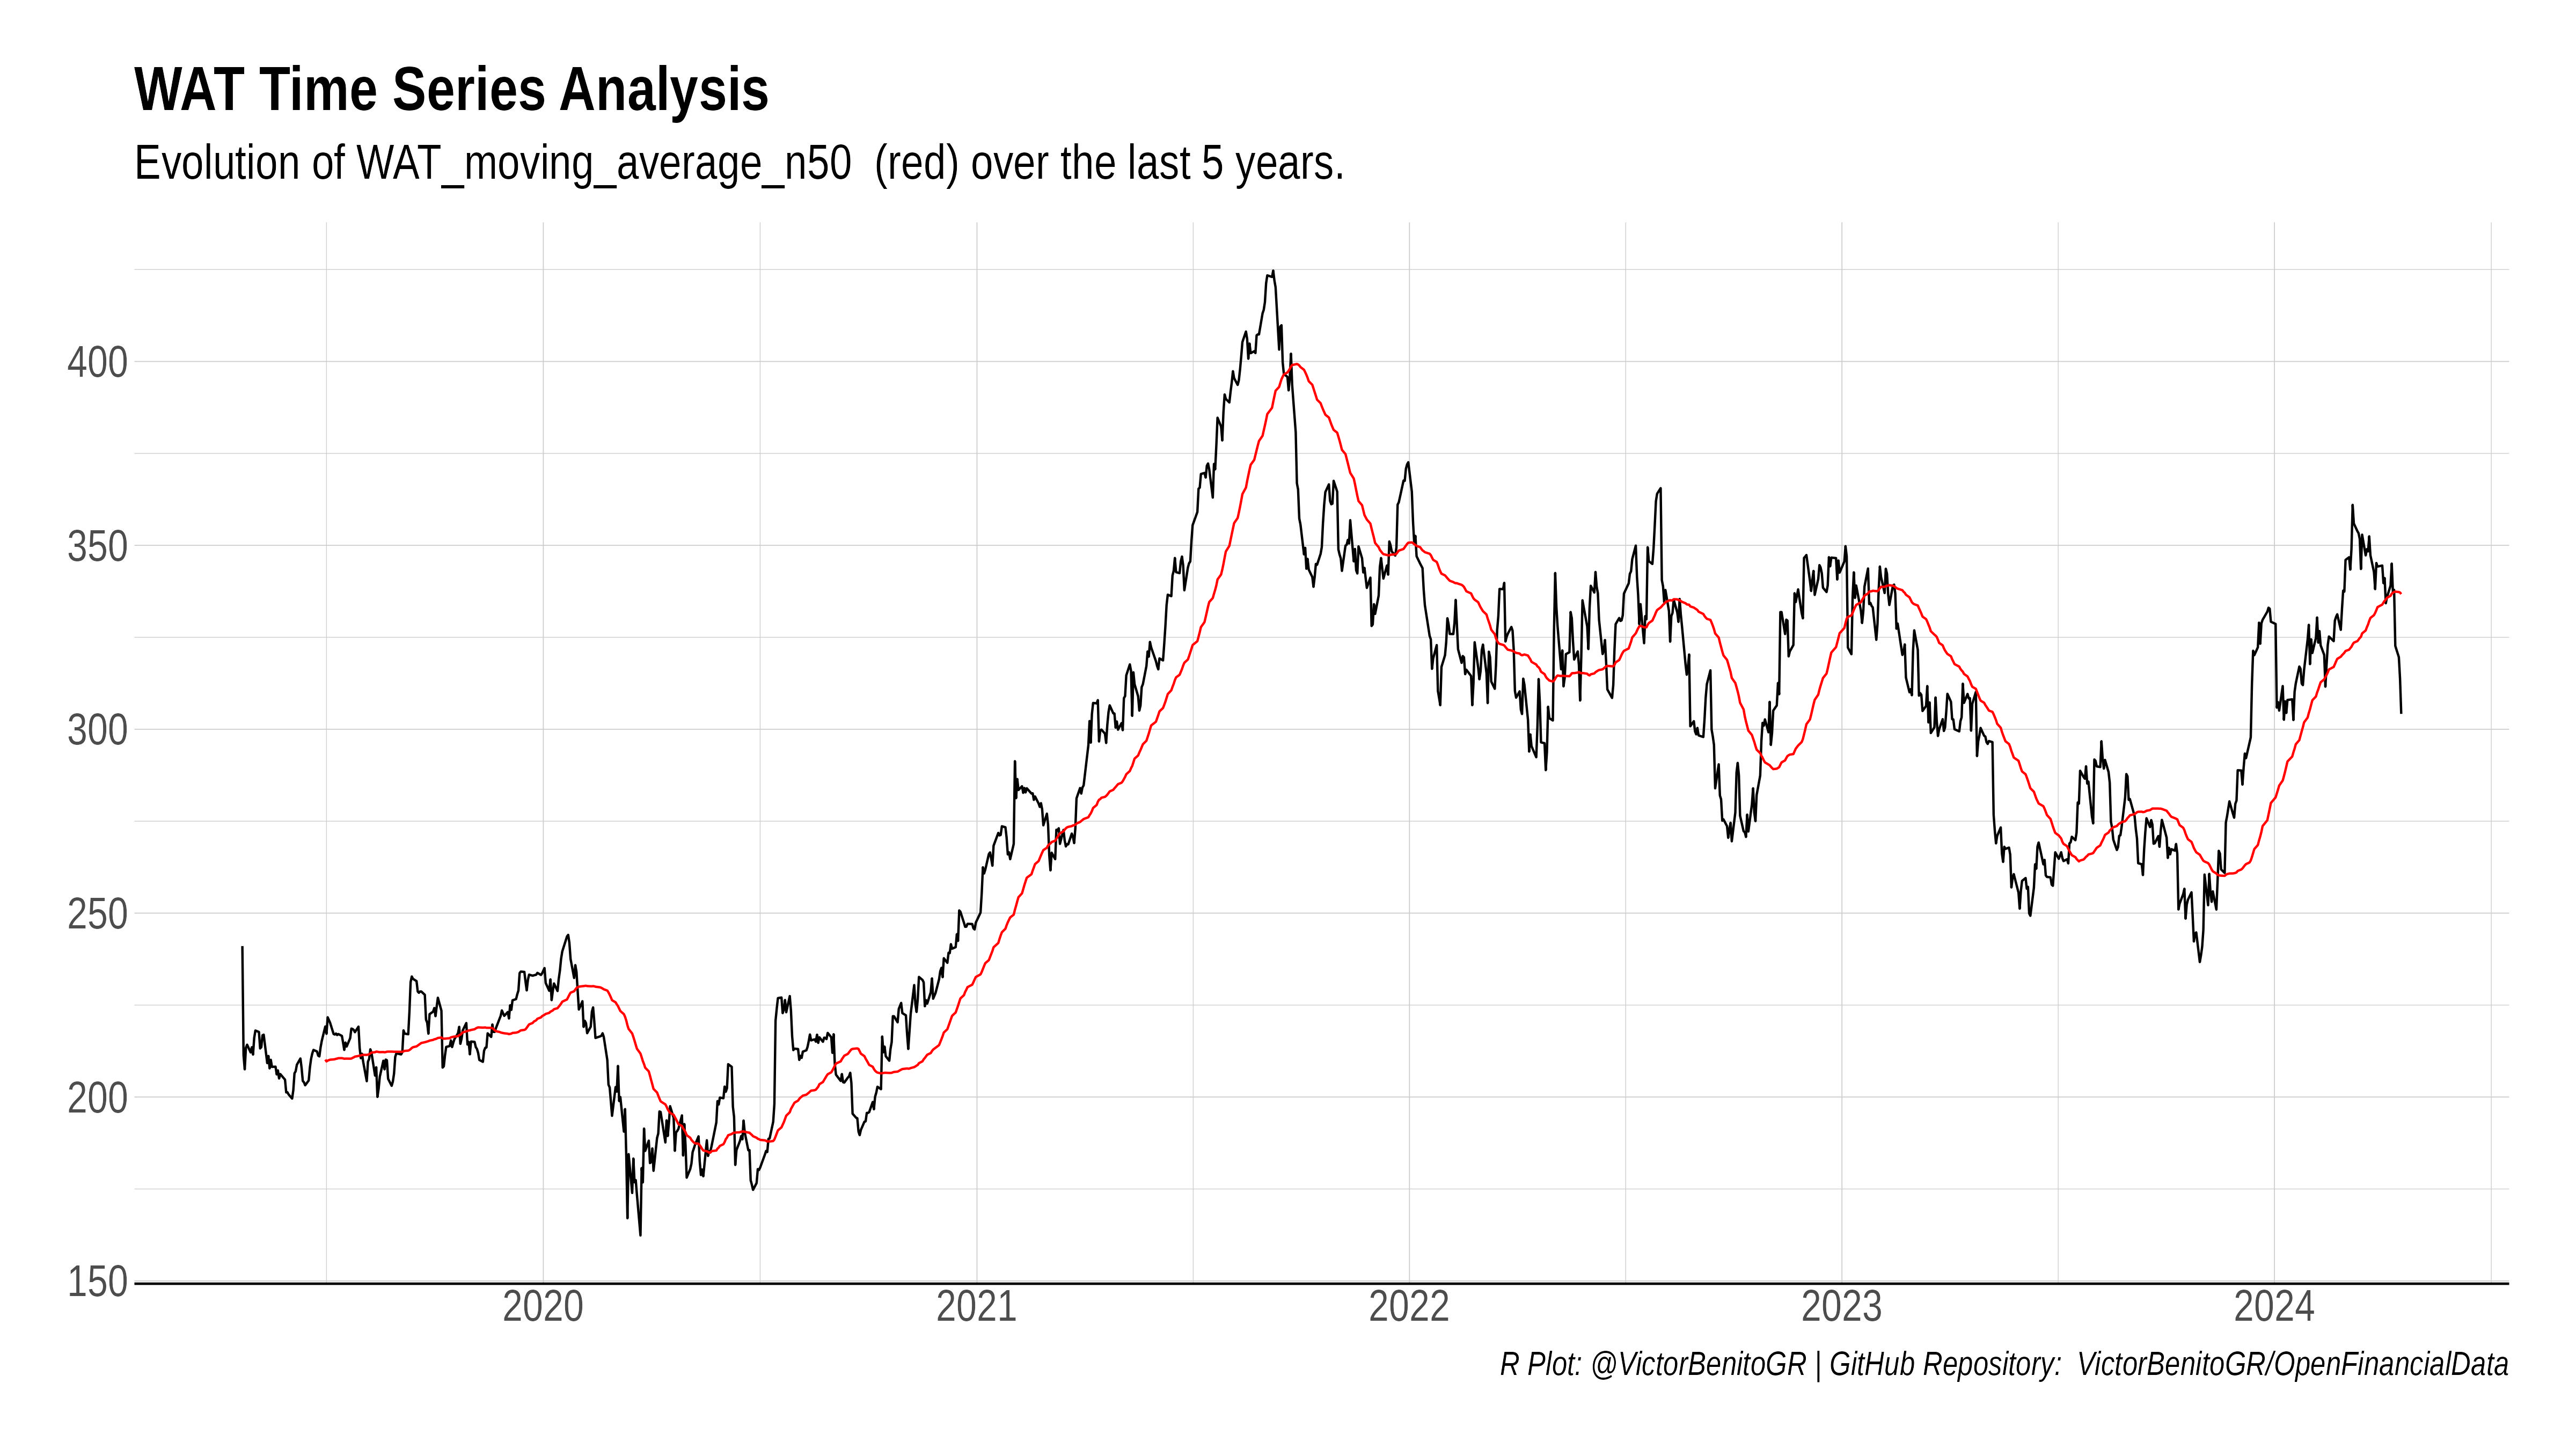 WAT Time Series Analysis
Evolution of WAT_moving_average_n50  (red) over the last 5 years.
400
350
300
250
200
150
2020 2021 2022 2023 2024
R Plot: @VictorBenitoGR | GitHub Repository:  VictorBenitoGR/OpenFinancialData